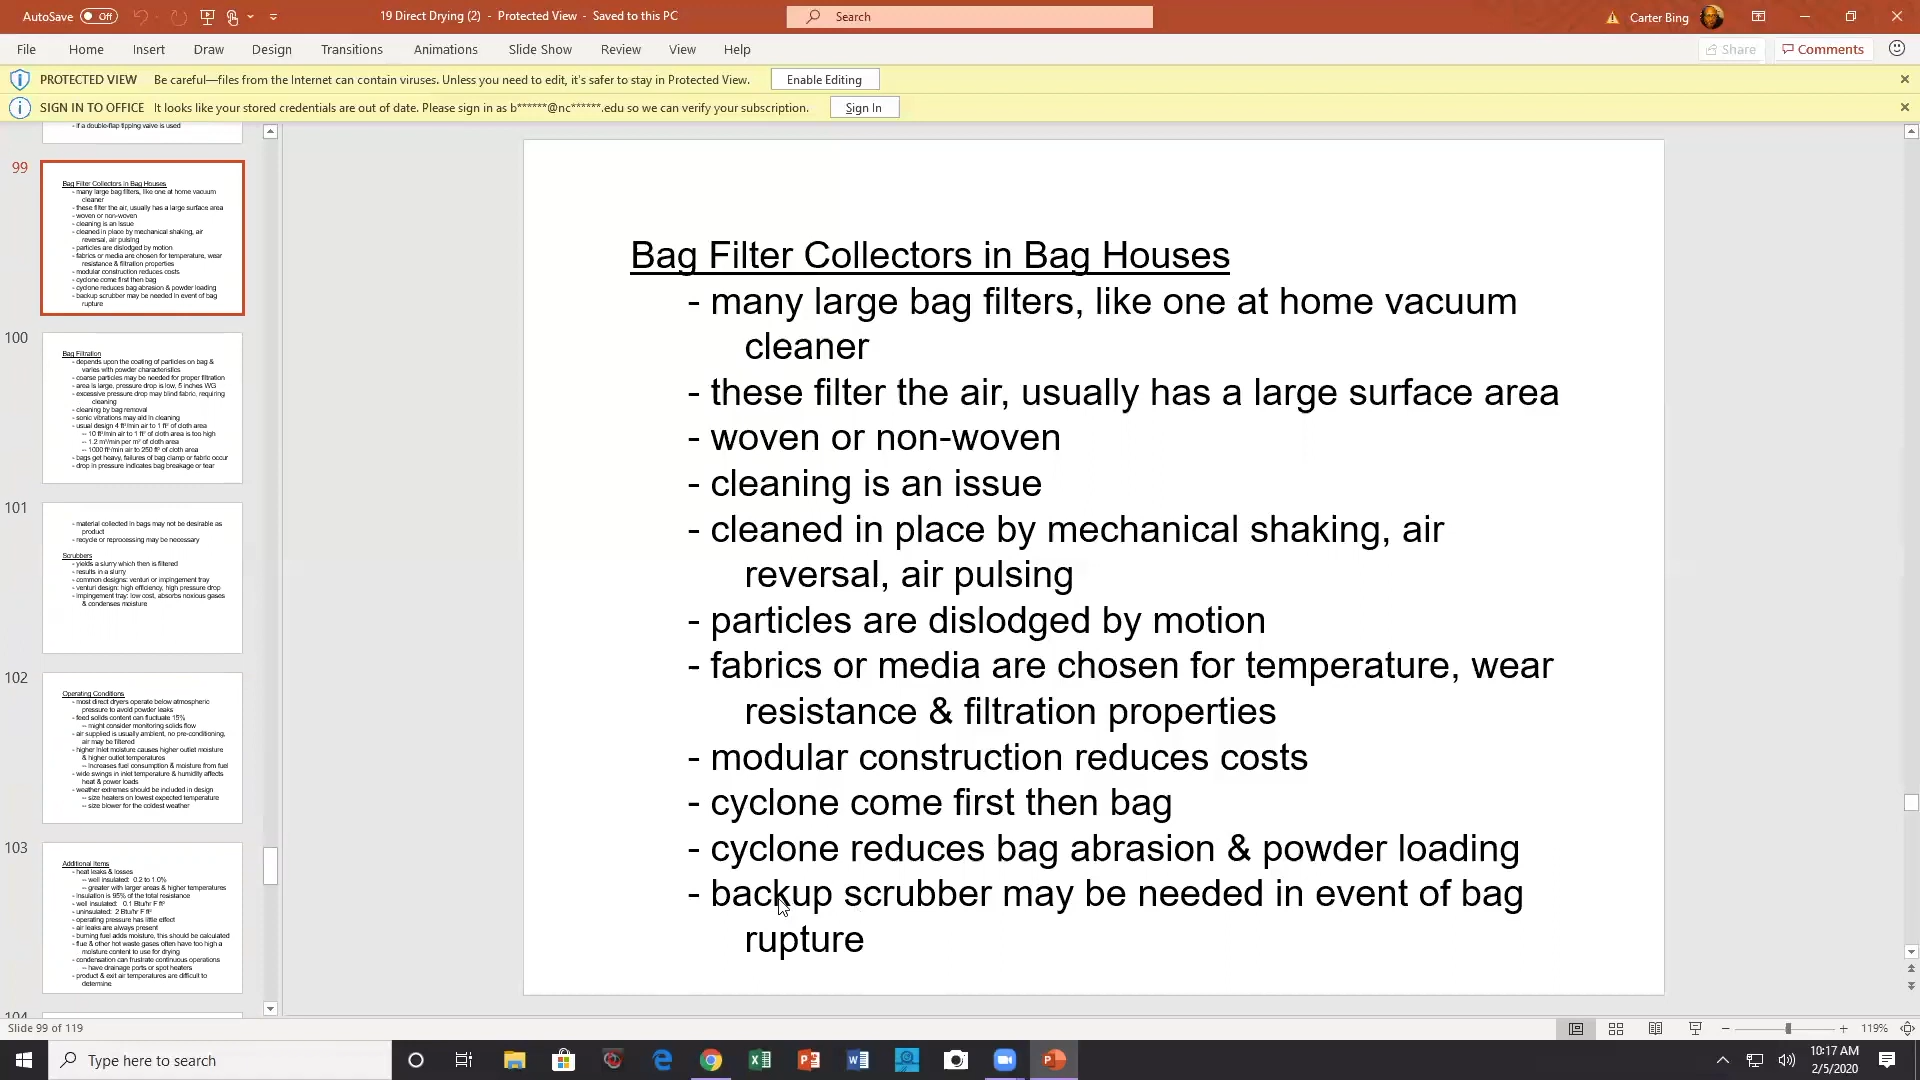 AutoSave Off
19 Direct Drying (2) - Protected View - Saved to this PC
Search
Carter Bing
File Home Insert Draw Design Transitions Animations Slide Show Review View Help
Share Comments
PROTECTED VIEW Be careful—files from the Internet can contain viruses. Unless you need to edit, it's safer to stay in Protected View. Enable Editing
SIGN IN TO OFFICE It looks like your stored credentials are out of date. Please sign in as b******@nc******.edu so we can verify your subscription. Sign In
- if a double-flap tipping valve is used
99
Bag Filter Collectors in Bag Houses
- many large bag filters, like one at home vacuum
cleaner
- these filter the air, usually has a large surface area
- woven or non-woven
- cleaning is an issue
- cleaned in place by mechanical shaking, air
reversal, air pulsing
- particles are dislodged by motion
- fabrics or media are chosen for temperature, wear
resistance & filtration properties
- modular construction reduces costs
- cyclone come first then bag
- cyclone reduces bag abrasion & powder loading
- backup scrubber may be needed in event of bag
rupture
100
Bag Filtration
- depends upon the coating of particles on bag &
varies with powder characteristics
- coarse particles may be needed for proper filtration
- area is large, pressure drop is low, 5 inches WG
- excessive pressure drop may blind fabric, requiring
cleaning
- cleaning by bag removal
- sonic vibrations may aid in cleaning
- usual design 4 ft³/min air to 1 ft² of cloth area
-- 10 ft³/min air to 1 ft² of cloth area is too high
-- 1.2 m³/min per m² of cloth area
-- 1000 ft³/min air to 250 ft² of cloth area
- bags get heavy, failures of bag clamp or fabric occur
- drop in pressure indicates bag breakage or tear
101
- material collected in bags may not be desirable as
product
- recycle or reprocessing may be necessary
Scrubbers
- yields a slurry which then is filtered
- results in a slurry
- common designs: venturi or impingement tray
- venturi design: high efficiency, high pressure drop
- impingement tray: low cost, absorbs noxious gases
& condenses moisture
102
Operating Conditions
- most direct dryers operate below atmospheric
pressure to avoid powder leaks
- feed solids content can fluctuate 15%
-- might consider monitoring solids flow
- air supplied is usually ambient, no pre-conditioning,
air may be filtered
- higher inlet moisture causes higher outlet moisture
& higher outlet temperatures
-- increases fuel consumption & moisture from fuel
- wide swings in inlet temperature & humidity affects
heat & power loads
- weather extremes should be included in design
-- size heaters on lowest expected temperature
-- size blower for the coldest weather
103
Additional Items
- heat leaks & losses
-- well insulated: 0.2 to 1.0%
-- greater with larger areas & higher temperatures
- insulation is 95% of the total resistance
- well insulated: 0.1 Btu/hr F ft²
- uninsulated: 2 Btu/hr F ft²
- operating pressure has little effect
- air leaks are always present
- burning fuel adds moisture, this should be calculated
- flue & other hot waste gases often have too high a
moisture content to use for drying
- condensation can frustrate continuous operations
-- have drainage ports or spot heaters
- product & exit air temperatures are difficult to
determine
104
Bag Filter Collectors in Bag Houses
- many large bag filters, like one at home vacuum
cleaner
- these filter the air, usually has a large surface area
- woven or non-woven
- cleaning is an issue
- cleaned in place by mechanical shaking, air
reversal, air pulsing
- particles are dislodged by motion
- fabrics or media are chosen for temperature, wear
resistance & filtration properties
- modular construction reduces costs
- cyclone come first then bag
- cyclone reduces bag abrasion & powder loading
- backup scrubber may be needed in event of bag
rupture
Slide 99 of 119
119%
Type here to search
10:17 AM
2/5/2020